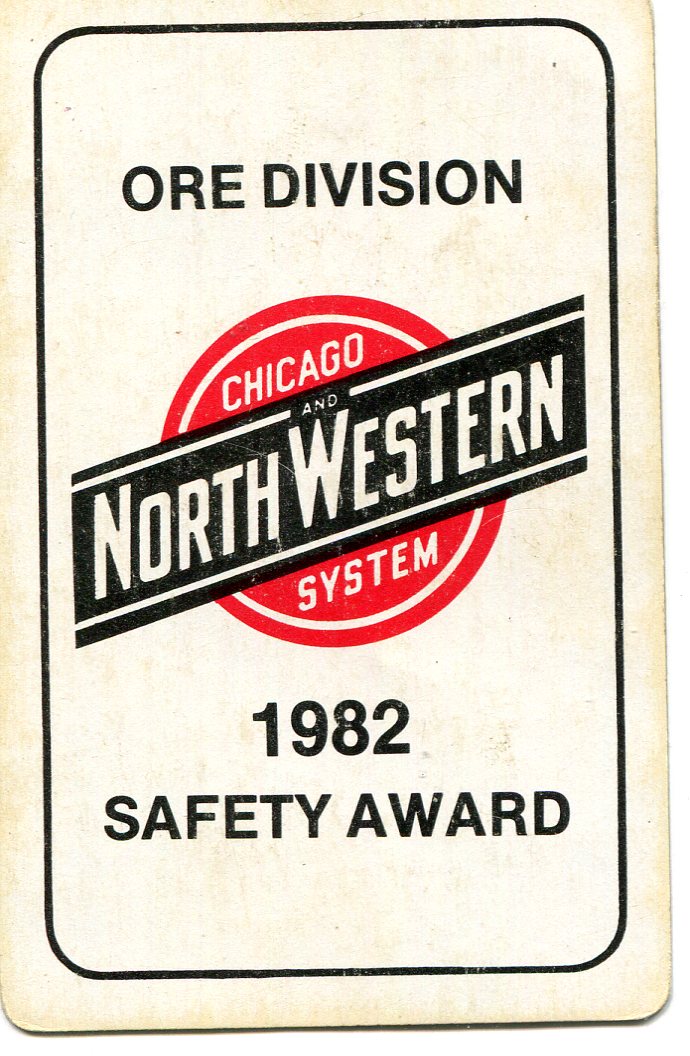 ORE DIVISION
CHICAGO
AND
NORTH WESTERN
SYSTEM
1982
SAFETY AWARD